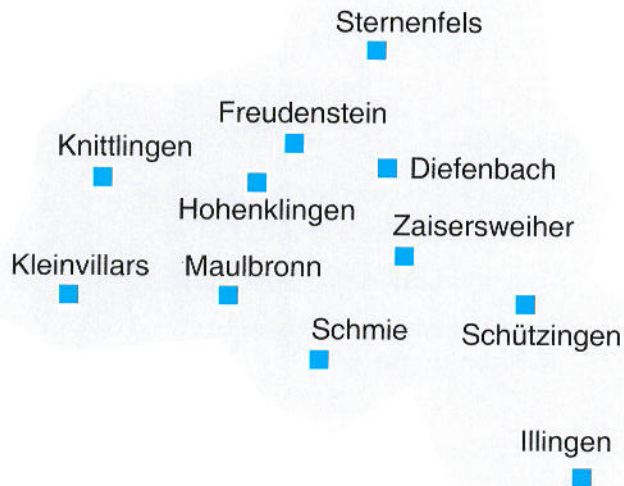 Sternenfels
Freudenstein
Knittlingen
Diefenbach
Hohenklingen
Zaisersweiher
Kleinvillars
Maulbronn
Schmie
Schützingen
Illingen